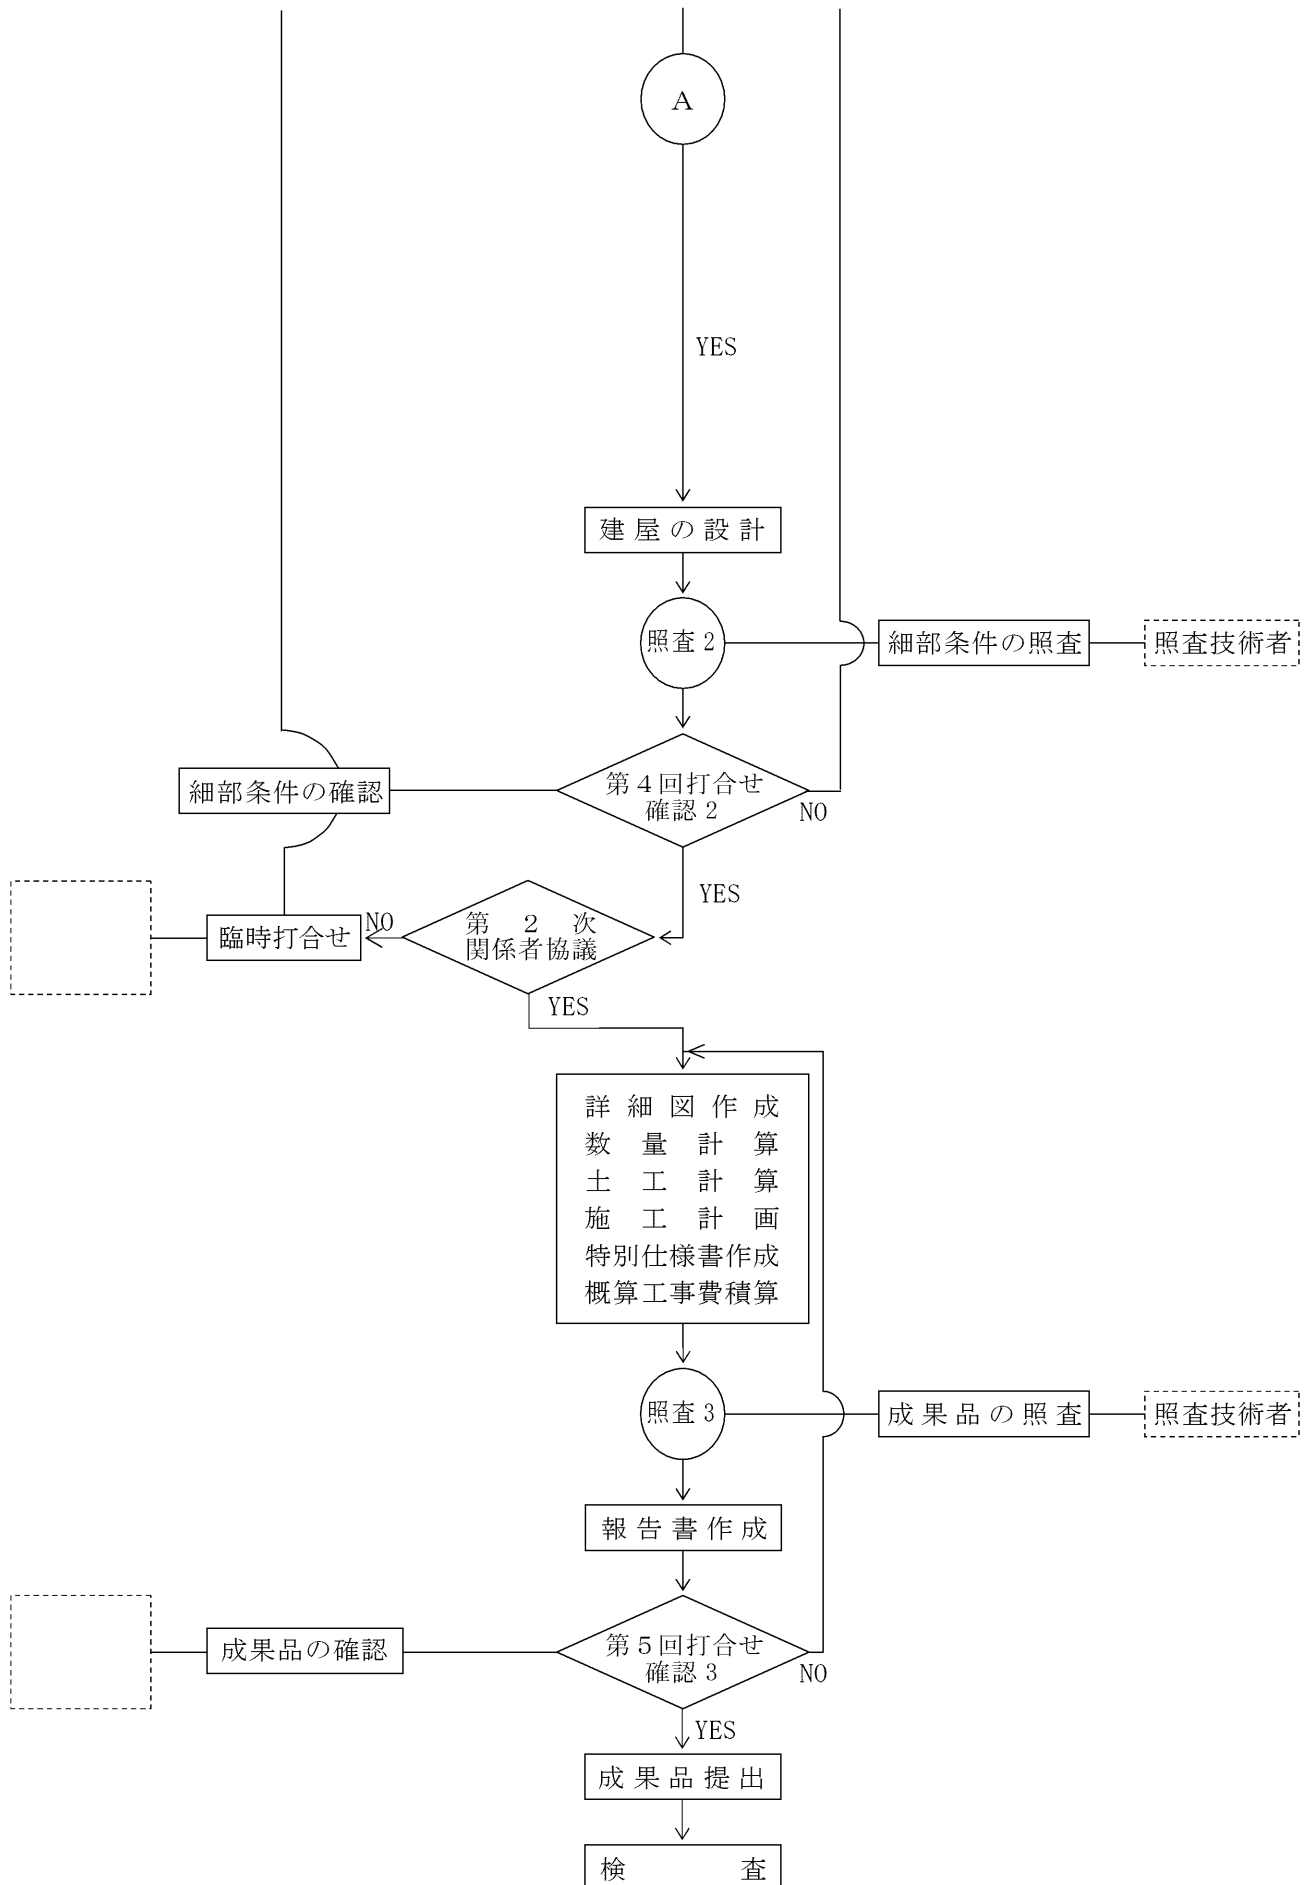 A
YES
建屋の設計
照査2
細部条件の照査
照査技術者
第4回打合せ
確認2
細部条件の確認
NO
YES
第2次
関係者協議
NO
臨時打合せ
YES
詳細図作成
数量計算
土工計算
施工計画
特別仕様書作成
概算工事費積算
照査3
成果品の照査
照査技術者
報告書作成
第5回打合せ
確認3
成果品の確認
NO
YES
成果品提出
検査